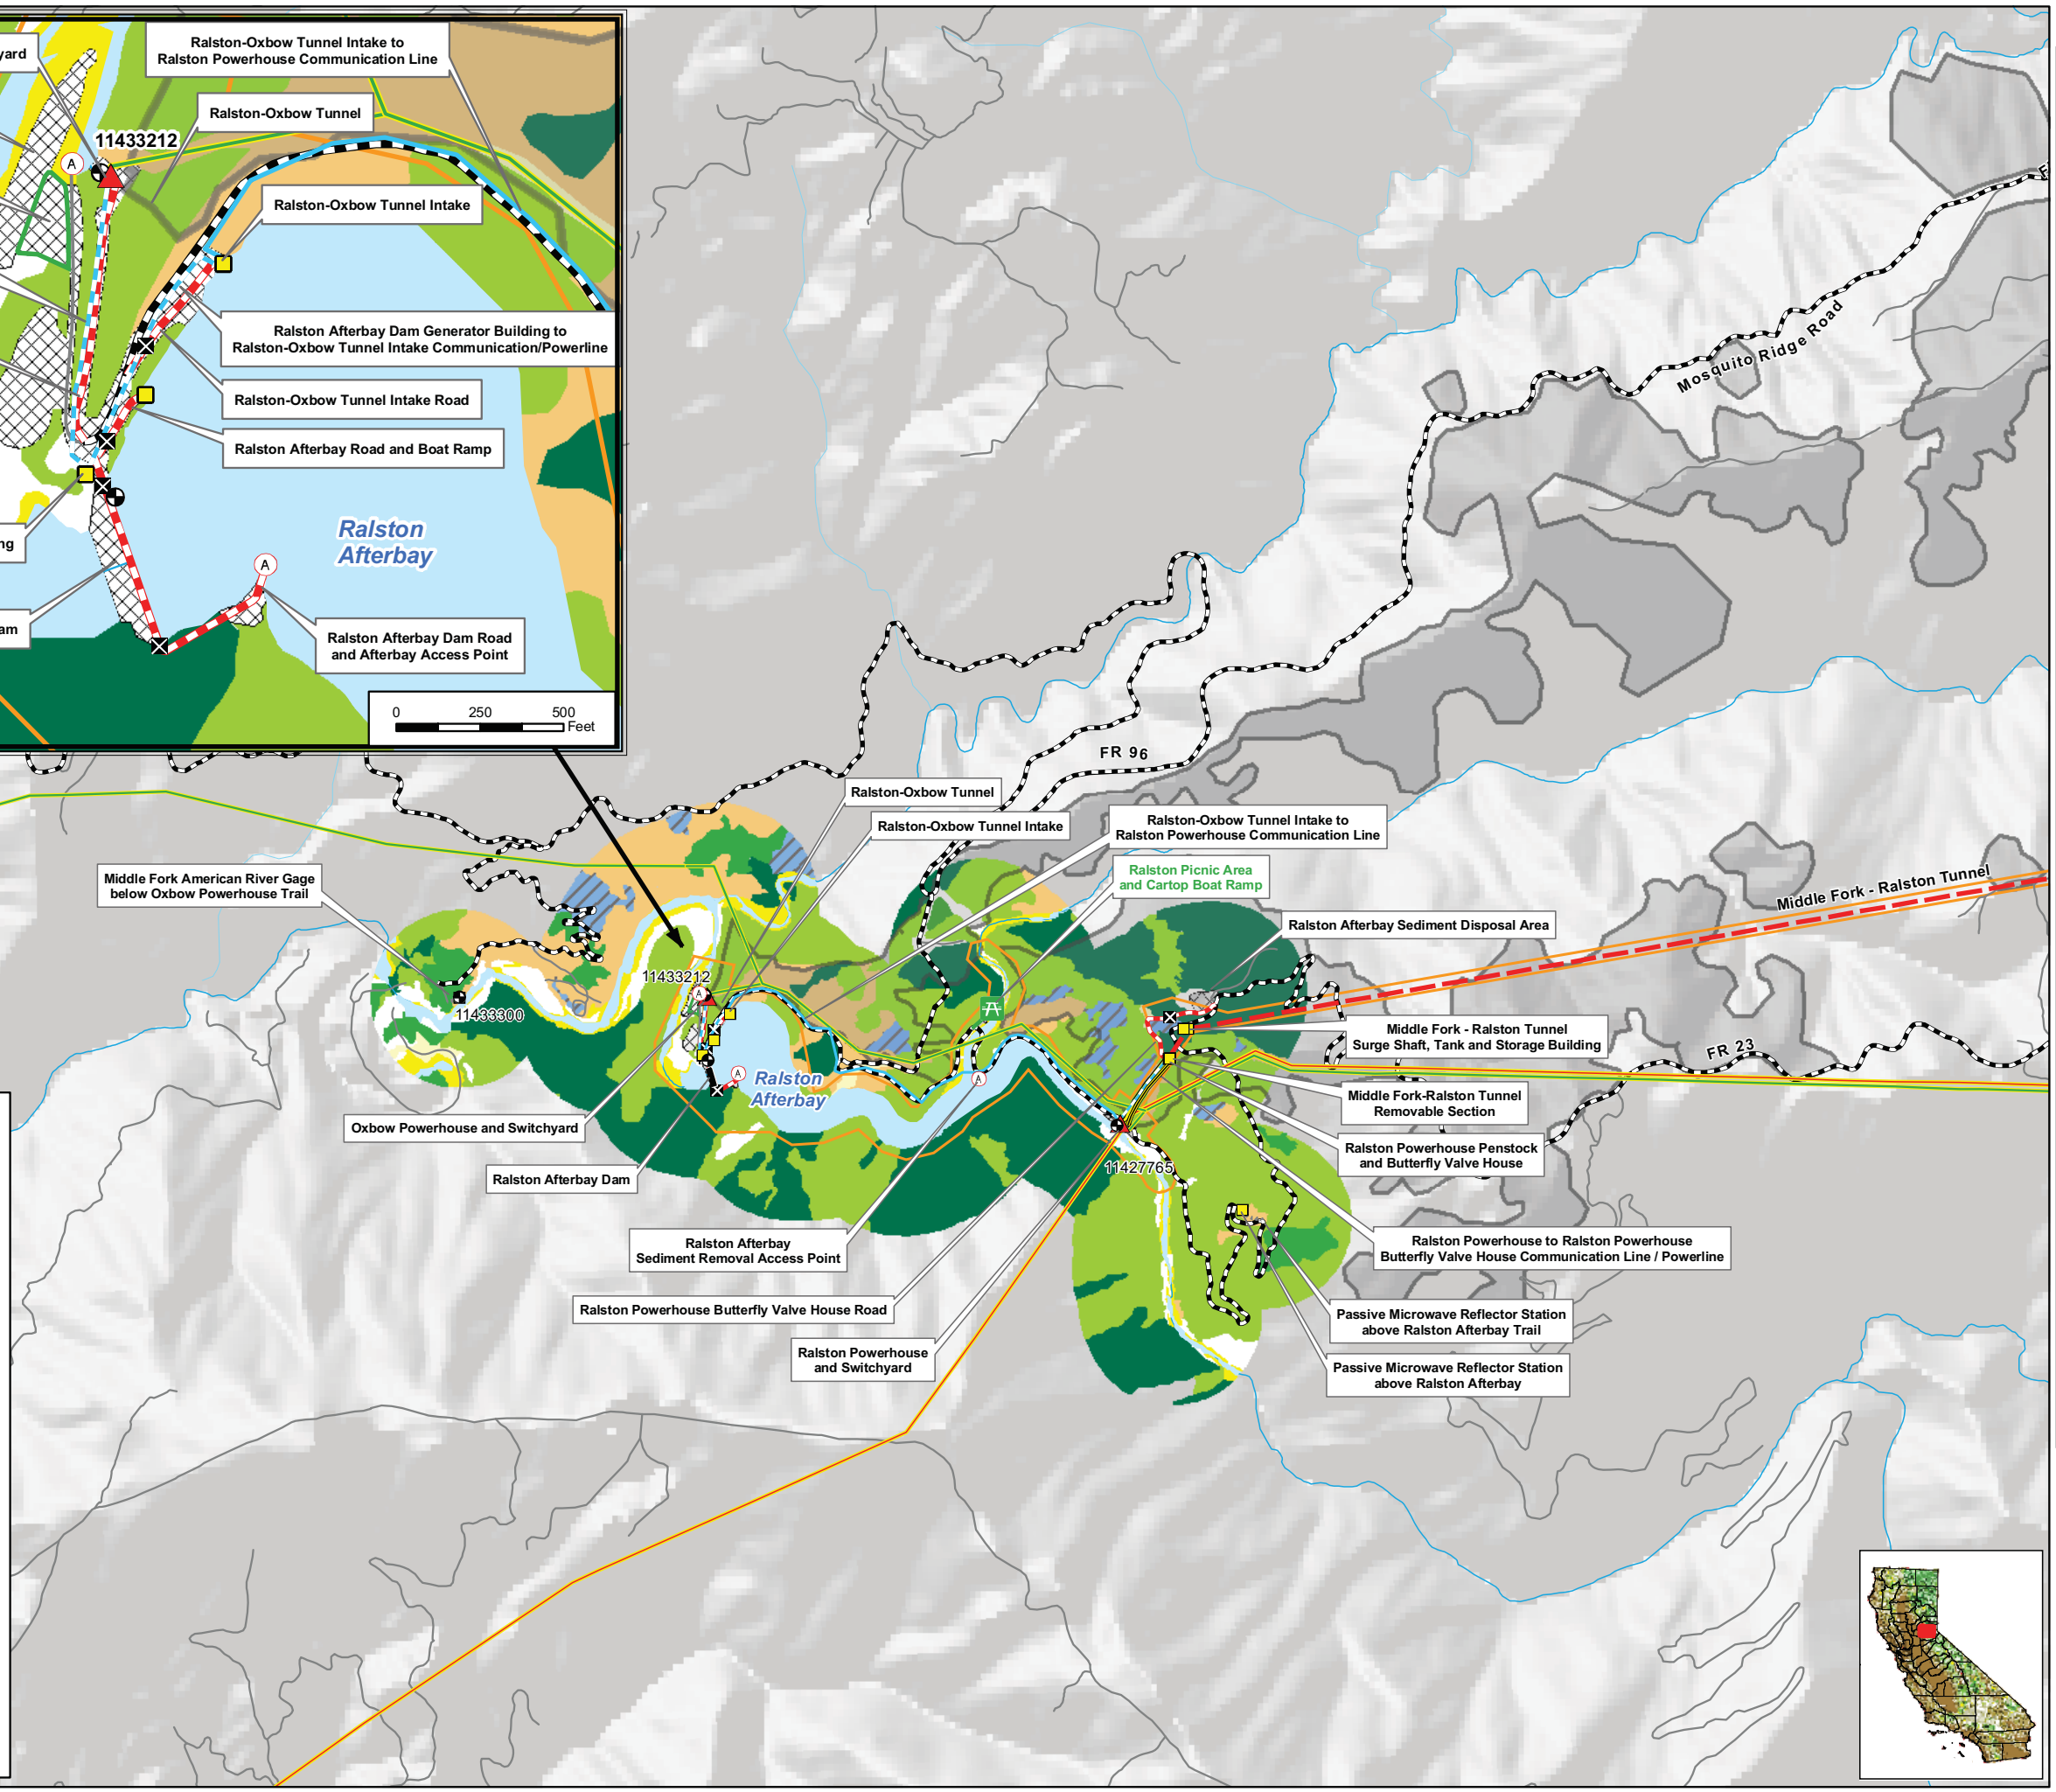 yard
Ralston-Oxbow Tunnel Intake to
Ralston Powerhouse Communication Line
Ralston-Oxbow Tunnel
11433212
A
Ralston-Oxbow Tunnel Intake
Ralston Afterbay Dam Generator Building to
Ralston-Oxbow Tunnel Intake Communication/Powerline
Ralston-Oxbow Tunnel Intake Road
Ralston Afterbay Road and Boat Ramp
Ralston
Afterbay
ng
A
am
Ralston Afterbay Dam Road
and Afterbay Access Point
0 250 500
Feet
Mosquito Ridge Road
FR 96
Ralston-Oxbow Tunnel
Ralston-Oxbow Tunnel Intake
Ralston-Oxbow Tunnel Intake to
Ralston Powerhouse Communication Line
Ralston Picnic Area
and Cartop Boat Ramp
Middle Fork American River Gage
below Oxbow Powerhouse Trail
Middle Fork - Ralston Tunnel
Ralston Afterbay Sediment Disposal Area
11433212
A
11433300
Middle Fork - Ralston Tunnel
Surge Shaft, Tank and Storage Building
FR 23
A
Ralston
Afterbay
A
Middle Fork-Ralston Tunnel
Removable Section
Oxbow Powerhouse and Switchyard
Ralston Powerhouse Penstock
and Butterfly Valve House
11427765
Ralston Afterbay Dam
Ralston Afterbay
Sediment Removal Access Point
Ralston Powerhouse to Ralston Powerhouse
Butterfly Valve House Communication Line / Powerline
Ralston Powerhouse Butterfly Valve House Road
Passive Microwave Reflector Station
above Ralston Afterbay Trail
Ralston Powerhouse
and Switchyard
Passive Microwave Reflector Station
above Ralston Afterbay